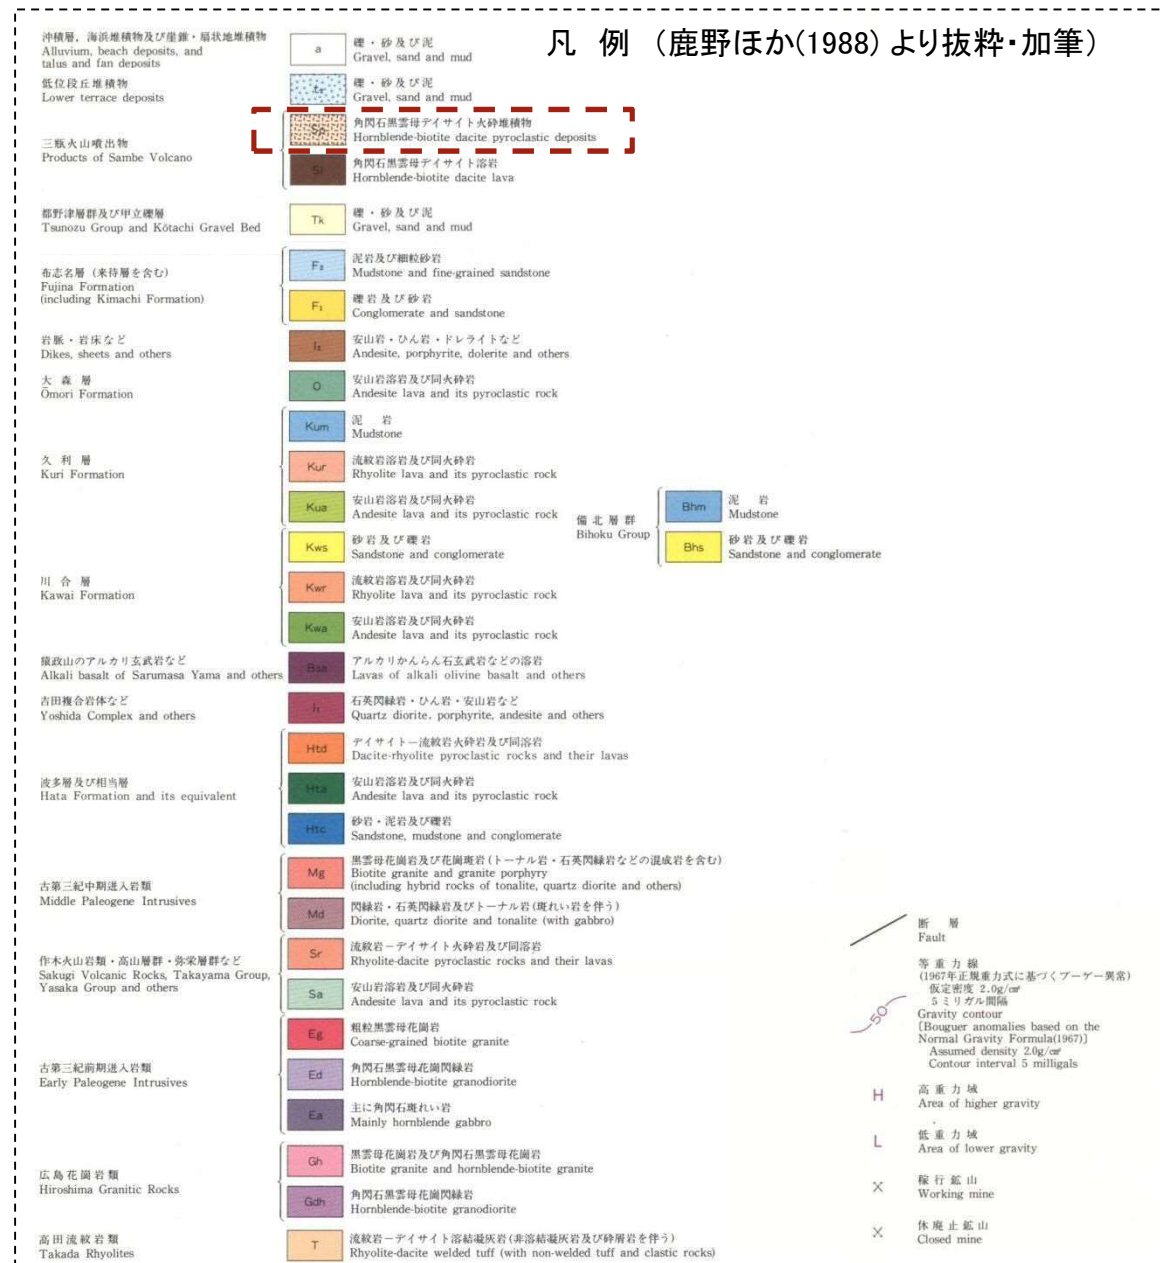 凡 例 (鹿野ほか(1988) より抜粋・加筆)
沖積層, 海浜堆積物及び崖錐・扇状地堆積物
Alluvium, beach deposits, and
talus and fan deposits
a
礫・砂及び泥
Gravel, sand and mud
低位段丘堆積物
Lower terrace deposits
礫・砂及び泥
Gravel, sand and mud
三瓶火山噴出物
Products of Sambe Volcano
Sp
角閃石黒雲母デイサイト火砕堆積物
Hornblende-biotite dacite pyroclastic deposits
Sl
角閃石黒雲母デイサイト溶岩
Hornblende-biotite dacite lava
都野津層群及び甲立礫層
Tsunozu Group and Kōtachi Gravel Bed
Tk
礫・砂及び泥
Gravel, sand and mud
布志名層 (来待層を含む)
Fujina Formation
(including Kimachi Formation)
F₂
泥岩及び細粒砂岩
Mudstone and fine-grained sandstone
F₁
礫岩及び砂岩
Conglomerate and sandstone
岩脈・岩床など
Dikes, sheets and others
I₂
安山岩・ひん岩・ドレライトなど
Andesite, porphyrite, dolerite and others
大 森 層
Ōmori Formation
O
安山岩溶岩及び同火砕岩
Andesite lava and its pyroclastic rock
久 利 層
Kuri Formation
Kum
泥 岩
Mudstone
Kur
流紋岩溶岩及び同火砕岩
Rhyolite lava and its pyroclastic rock
Kua
安山岩溶岩及び同火砕岩
Andesite lava and its pyroclastic rock
備北層群
Bihoku Group
Bhm
泥 岩
Mudstone
Bhs
砂岩及び礫岩
Sandstone and conglomerate
川 合 層
Kawai Formation
Kws
砂岩及び礫岩
Sandstone and conglomerate
Kwr
流紋岩溶岩及び同火砕岩
Rhyolite lava and its pyroclastic rock
Kwa
安山岩溶岩及び同火砕岩
Andesite lava and its pyroclastic rock
猿政山のアルカリ玄武岩など
Alkali basalt of Sarumasa Yama and others
Bsa
アルカリかんらん石玄武岩などの溶岩
Lavas of alkali olivine basalt and others
吉田複合岩体など
Yoshida Complex and others
I₁
石英閃緑岩・ひん岩・安山岩など
Quartz diorite, porphyrite, andesite and others
波多層及び相当層
Hata Formation and its equivalent
Htd
デイサイト－流紋岩火砕岩及び同溶岩
Dacite-rhyolite pyroclastic rocks and their lavas
Hta
安山岩溶岩及び同火砕岩
Andesite lava and its pyroclastic rock
Htc
砂岩・泥岩及び礫岩
Sandstone, mudstone and conglomerate
古第三紀中期迸入岩類
Middle Paleogene Intrusives
Mg
黒雲母花崗岩及び花崗斑岩(トーナル岩・石英閃緑岩などの混成岩を含む)
Biotite granite and granite porphyry
(including hybrid rocks of tonalite, quartz diorite and others)
Md
閃緑岩・石英閃緑岩及びトーナル岩(斑れい岩を伴う)
Diorite, quartz diorite and tonalite (with gabbro)
作木火山岩類・高山層群・弥栄層群など
Sakugi Volcanic Rocks, Takayama Group,
Yasaka Group and others
Sr
流紋岩－デイサイト火砕岩及び同溶岩
Rhyolite-dacite pyroclastic rocks and their lavas
Sa
安山岩溶岩及び同火砕岩
Andesite lava and its pyroclastic rock
古第三紀前期迸入岩類
Early Paleogene Intrusives
Eg
粗粒黒雲母花崗岩
Coarse-grained biotite granite
Ed
角閃石黒雲母花崗閃緑岩
Hornblende-biotite granodiorite
Ea
主に角閃石斑れい岩
Mainly hornblende gabbro
広島花崗岩類
Hiroshima Granitic Rocks
Gh
黒雲母花崗岩及び角閃石黒雲母花崗岩
Biotite granite and hornblende-biotite granite
Gdh
角閃石黒雲母花崗閃緑岩
Hornblende-biotite granodiorite
高田流紋岩類
Takada Rhyolites
T
流紋岩－デイサイト溶結凝灰岩(非溶結凝灰岩及び砕屑岩を伴う)
Rhyolite-dacite welded tuff (with non-welded tuff and clastic rocks)
断 層
Fault
50
等重力線
(1967年正規重力式に基づくブーゲー異常)
仮定密度 2.0g/cm³
5ミリガル間隔
Gravity contour
[Bouguer anomalies based on the
Normal Gravity Formula(1967)]
Assumed density 2.0g/cm³
Contour interval 5 milligals
H
高重力域
Area of higher gravity
L
低重力域
Area of lower gravity
稼行鉱山
Working mine
休廃止鉱山
Closed mine